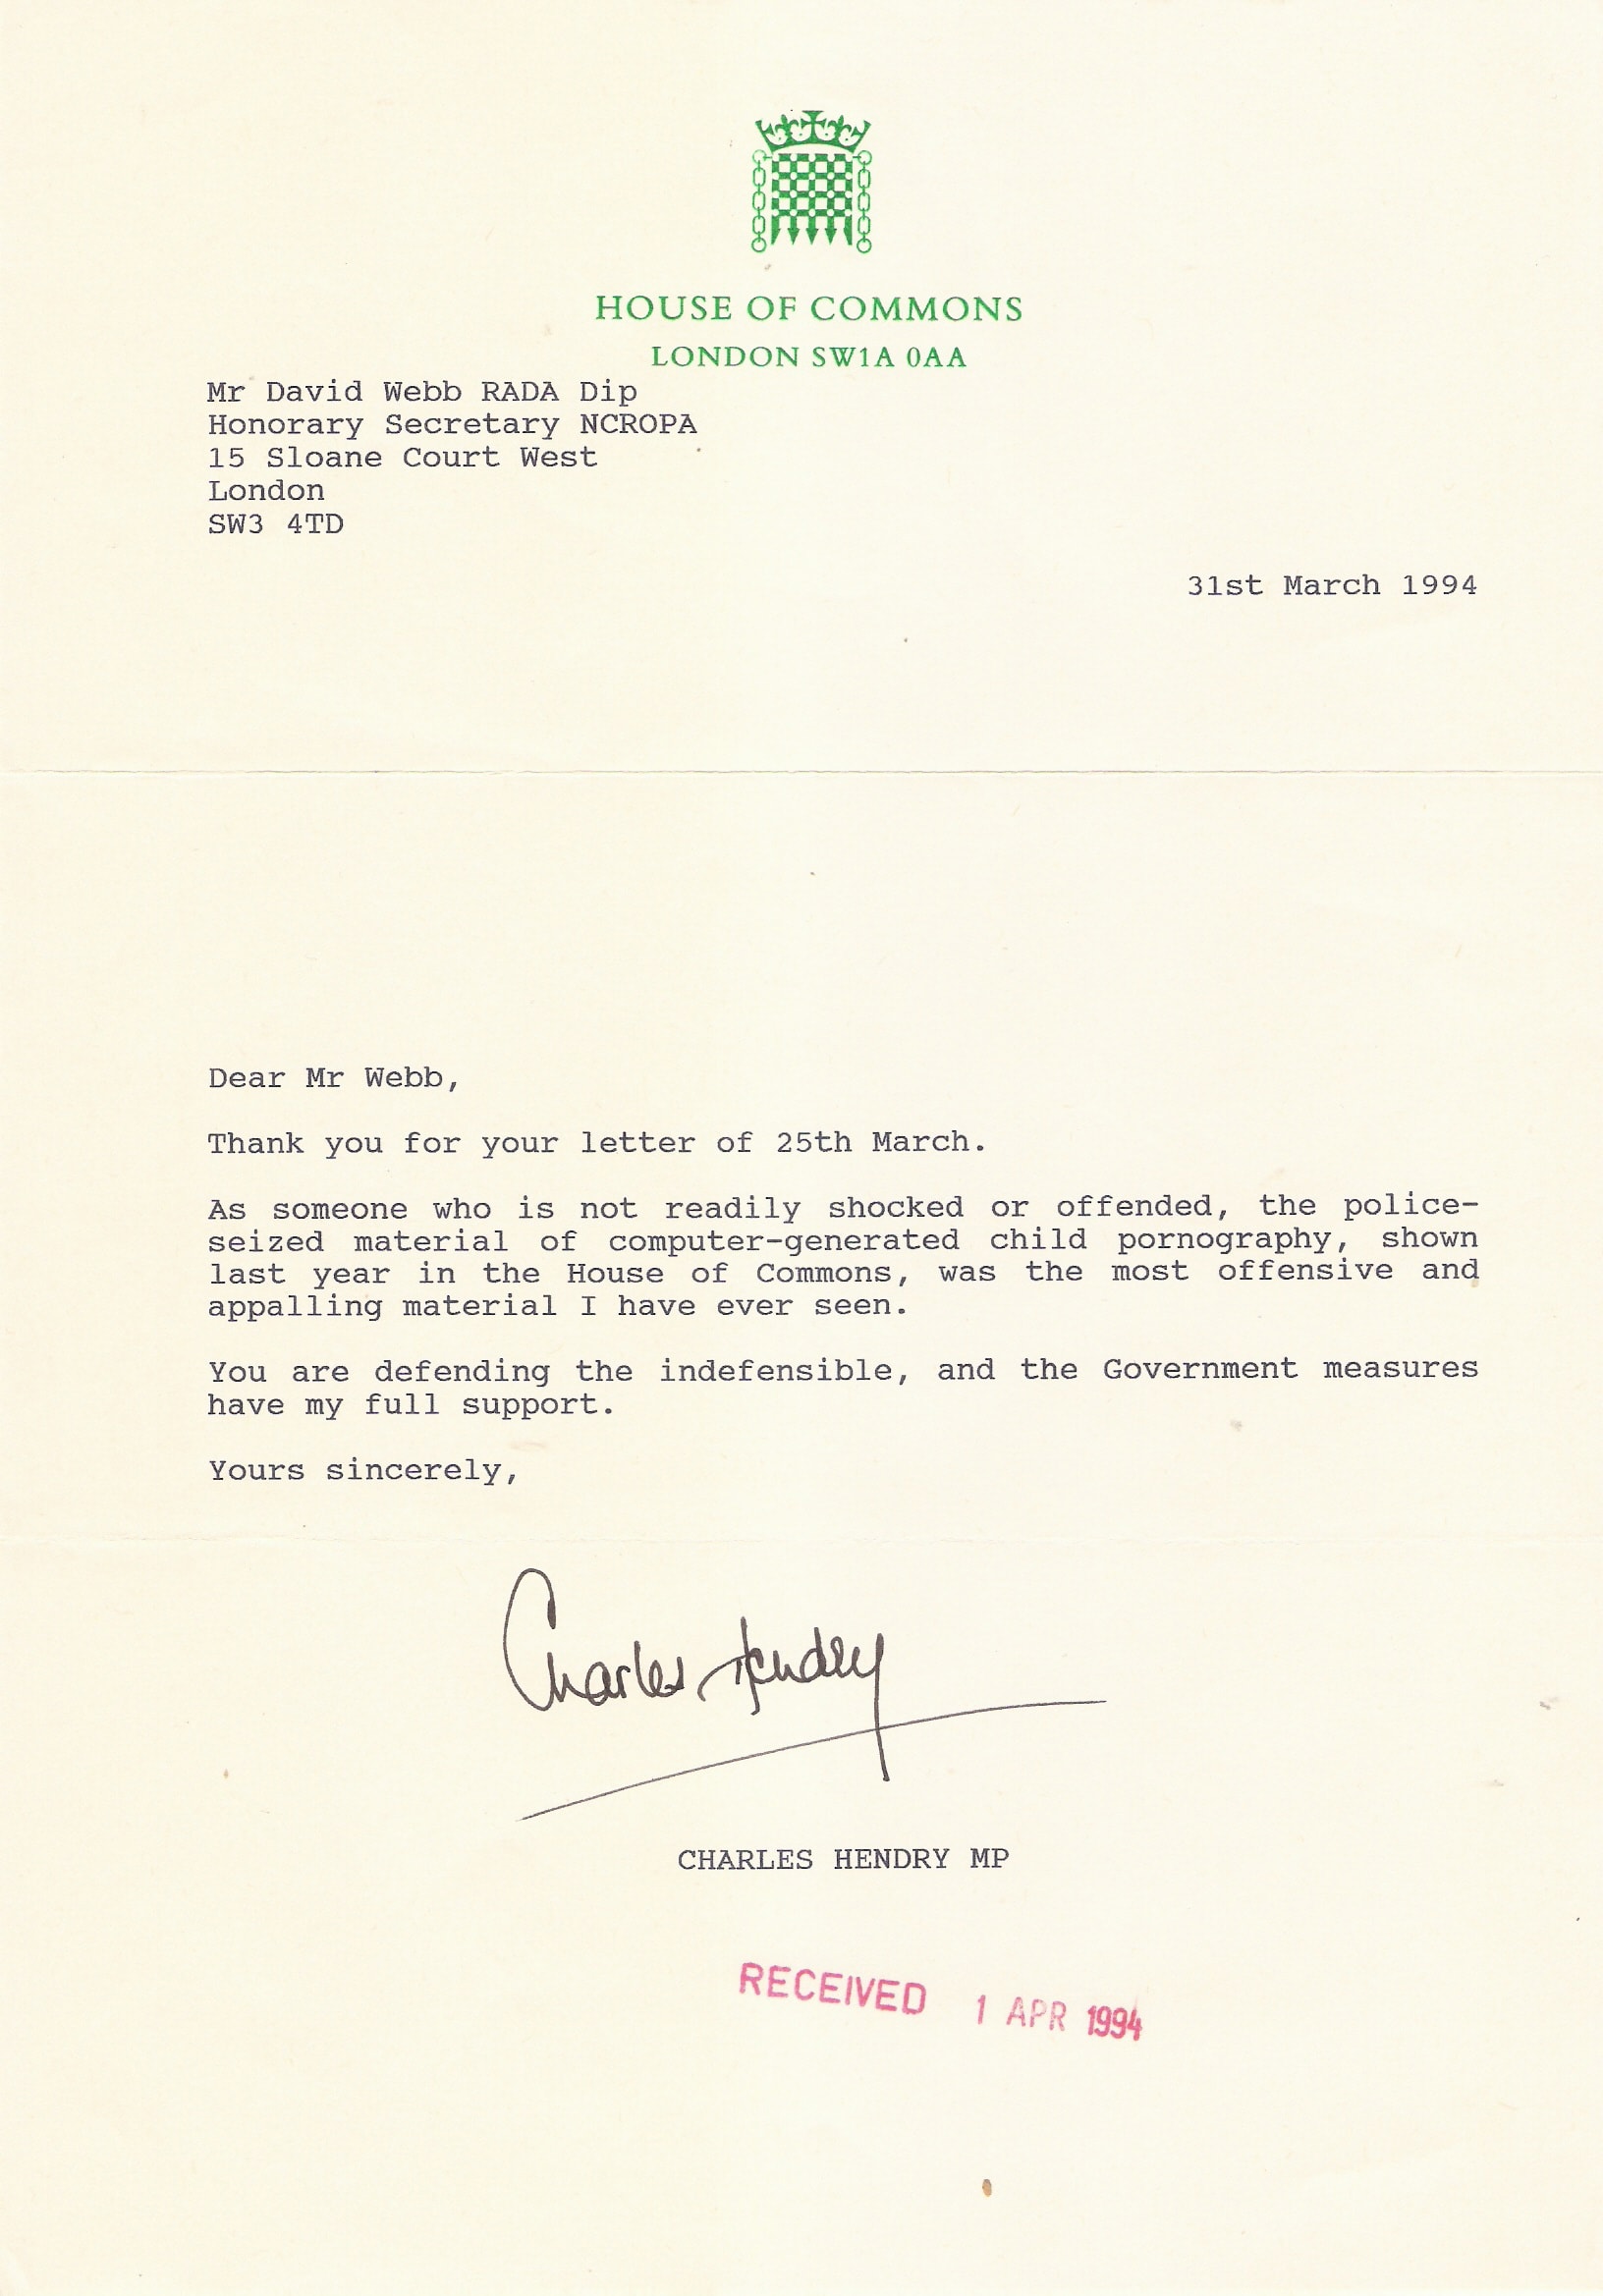 HOUSE OF COMMONS
LONDON SW1A 0AA
Mr David Webb RADA Dip
Honorary Secretary NCROPA
15 Sloane Court West
London
SW3 4TD
31st March 1994
Dear Mr Webb,
Thank you for your letter of 25th March.
As someone who is not readily shocked or offended, the police-
seized material of computer-generated child pornography, shown
last year in the House of Commons, was the most offensive and
appalling material I have ever seen.
You are defending the indefensible, and the Government measures
have my full support.
Yours sincerely,
Charles Hendry
CHARLES HENDRY MP
RECEIVED 1 APR 1994